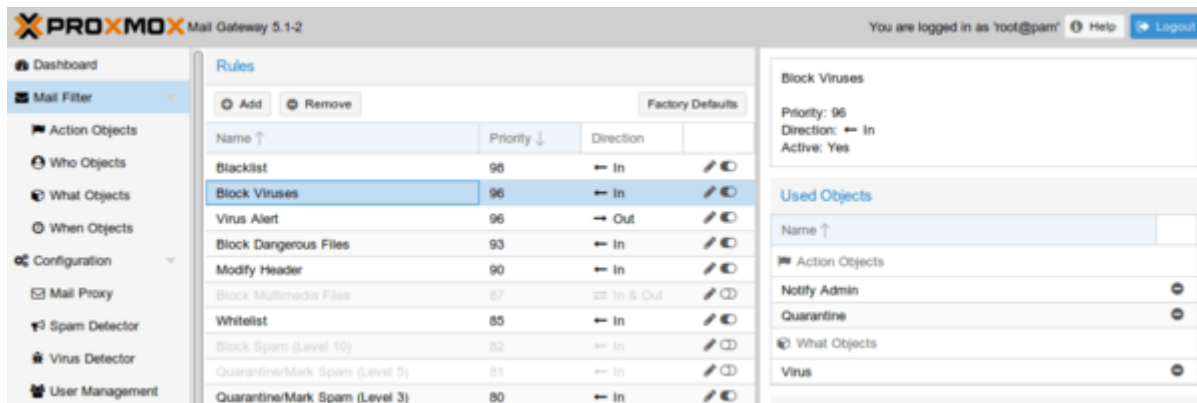 PROXMOX Mail Gateway 5.1-2
You are logged in as 'root@pam' Help Logout
Dashboard
Mail Filter
Action Objects
Who Objects
What Objects
When Objects
Configuration
Mail Proxy
Spam Detector
Virus Detector
User Management
Rules
Add Remove Factory Defaults
Name ↑ Priority ↓ Direction
Blacklist 98 ← In
Block Viruses 96 ← In
Virus Alert 96 → Out
Block Dangerous Files 93 ← In
Modify Header 90 ← In
Block Multimedia Files 87 ⇄ In & Out
Whitelist 85 ← In
Block Spam (Level 10) 82 ← In
Quarantine/Mark Spam (Level 5) 81 ← In
Quarantine/Mark Spam (Level 3) 80 ← In
Block Viruses
Priority: 96
Direction: ← In
Active: Yes
Used Objects
Name ↑
Action Objects
Notify Admin
Quarantine
What Objects
Virus